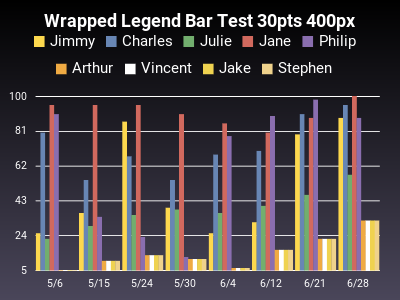 Wrapped Legend Bar Test 30pts 400px
Jimmy Charles Julie Jane Philip
Arthur Vincent Jake Stephen
100
81
62
43
24
5
5/6 5/15 5/24 5/30 6/4 6/12 6/21 6/28